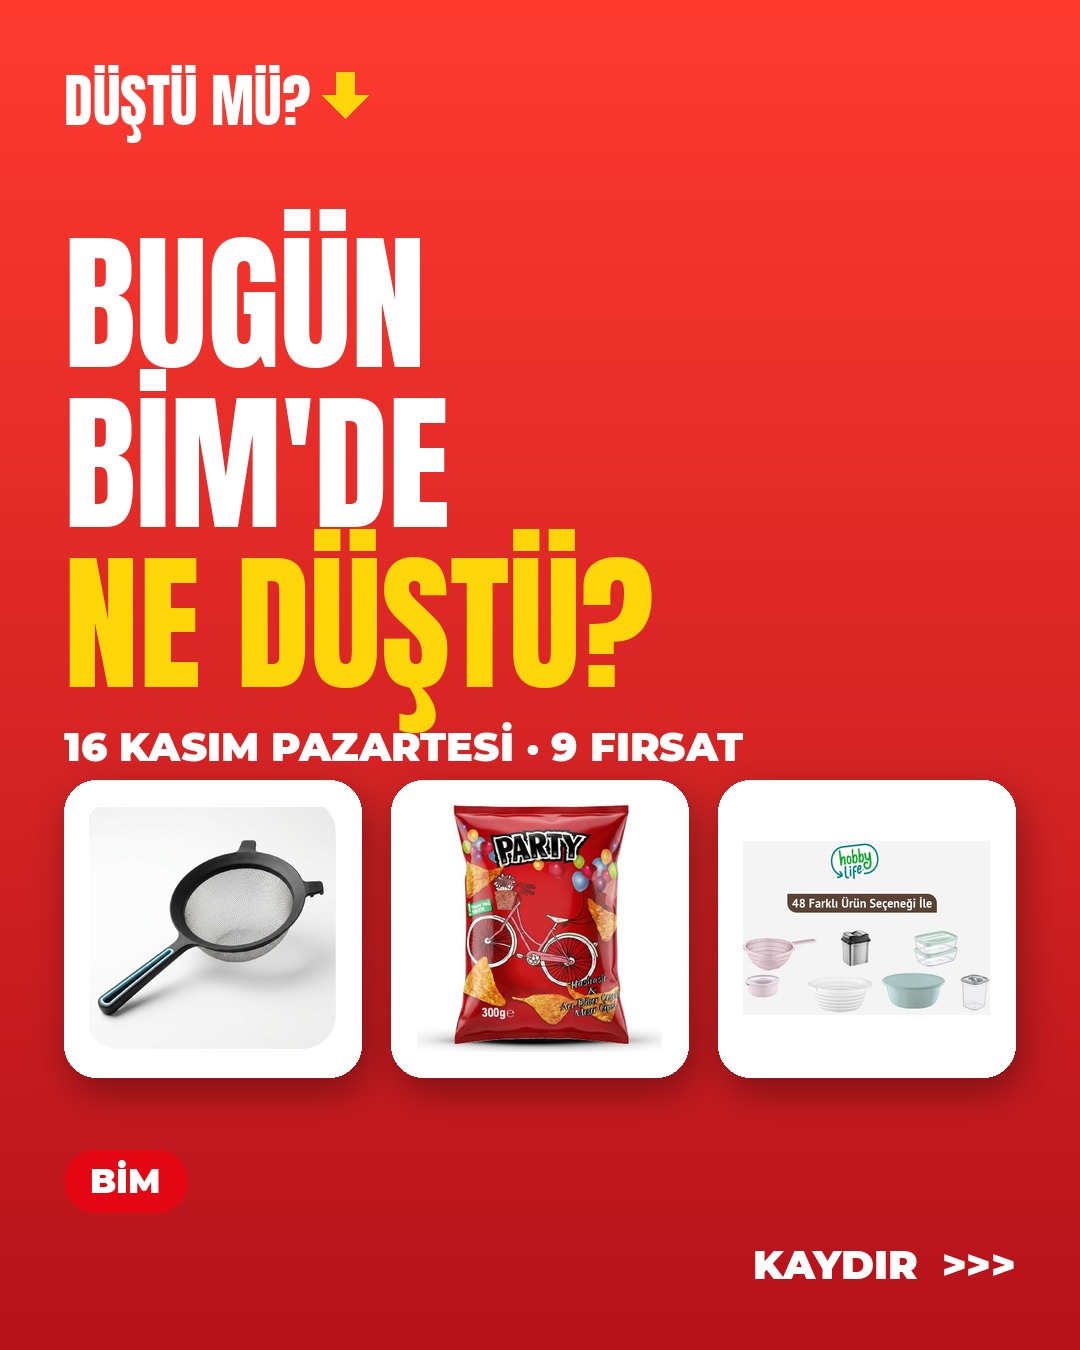 DÜŞTÜ MÜ?
BUGÜN
BİM'DE
NE DÜŞTÜ?
16 KASIM PAZARTESİ • 9 FIRSAT
PARTY
300g℮
hobby
life
48 Farklı Ürün Seçeneği İle
BİM
KAYDIR >>>